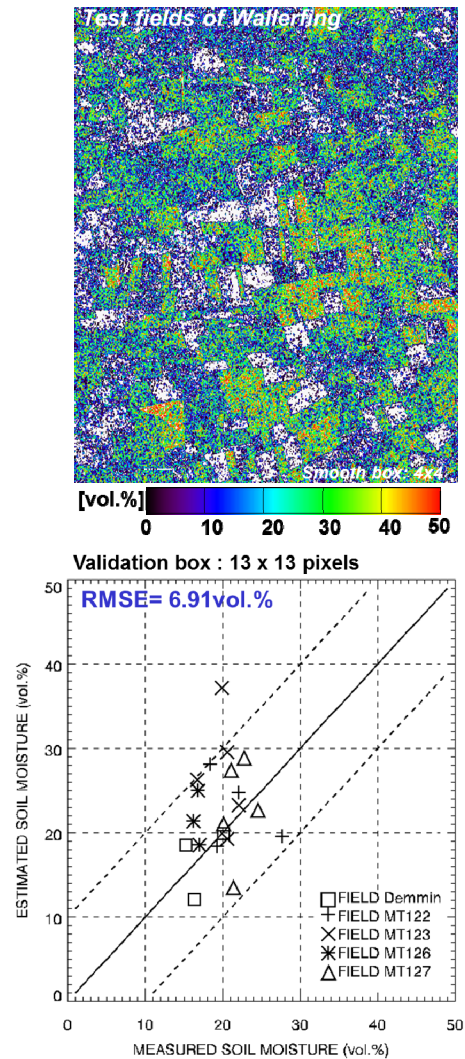 Test fields of Wallerfing
Smooth box: 4x4
[vol.%]
0 10 20 30 40 50
Validation box : 13 x 13 pixels
RMSE= 6.91vol.%
50
40
30
20
10
0
ESTIMATED SOIL MOISTURE (vol.%)
FIELD Demmin
FIELD MT122
FIELD MT123
FIELD MT126
FIELD MT127
0 10 20 30 40 50
MEASURED SOIL MOISTURE (vol.%)